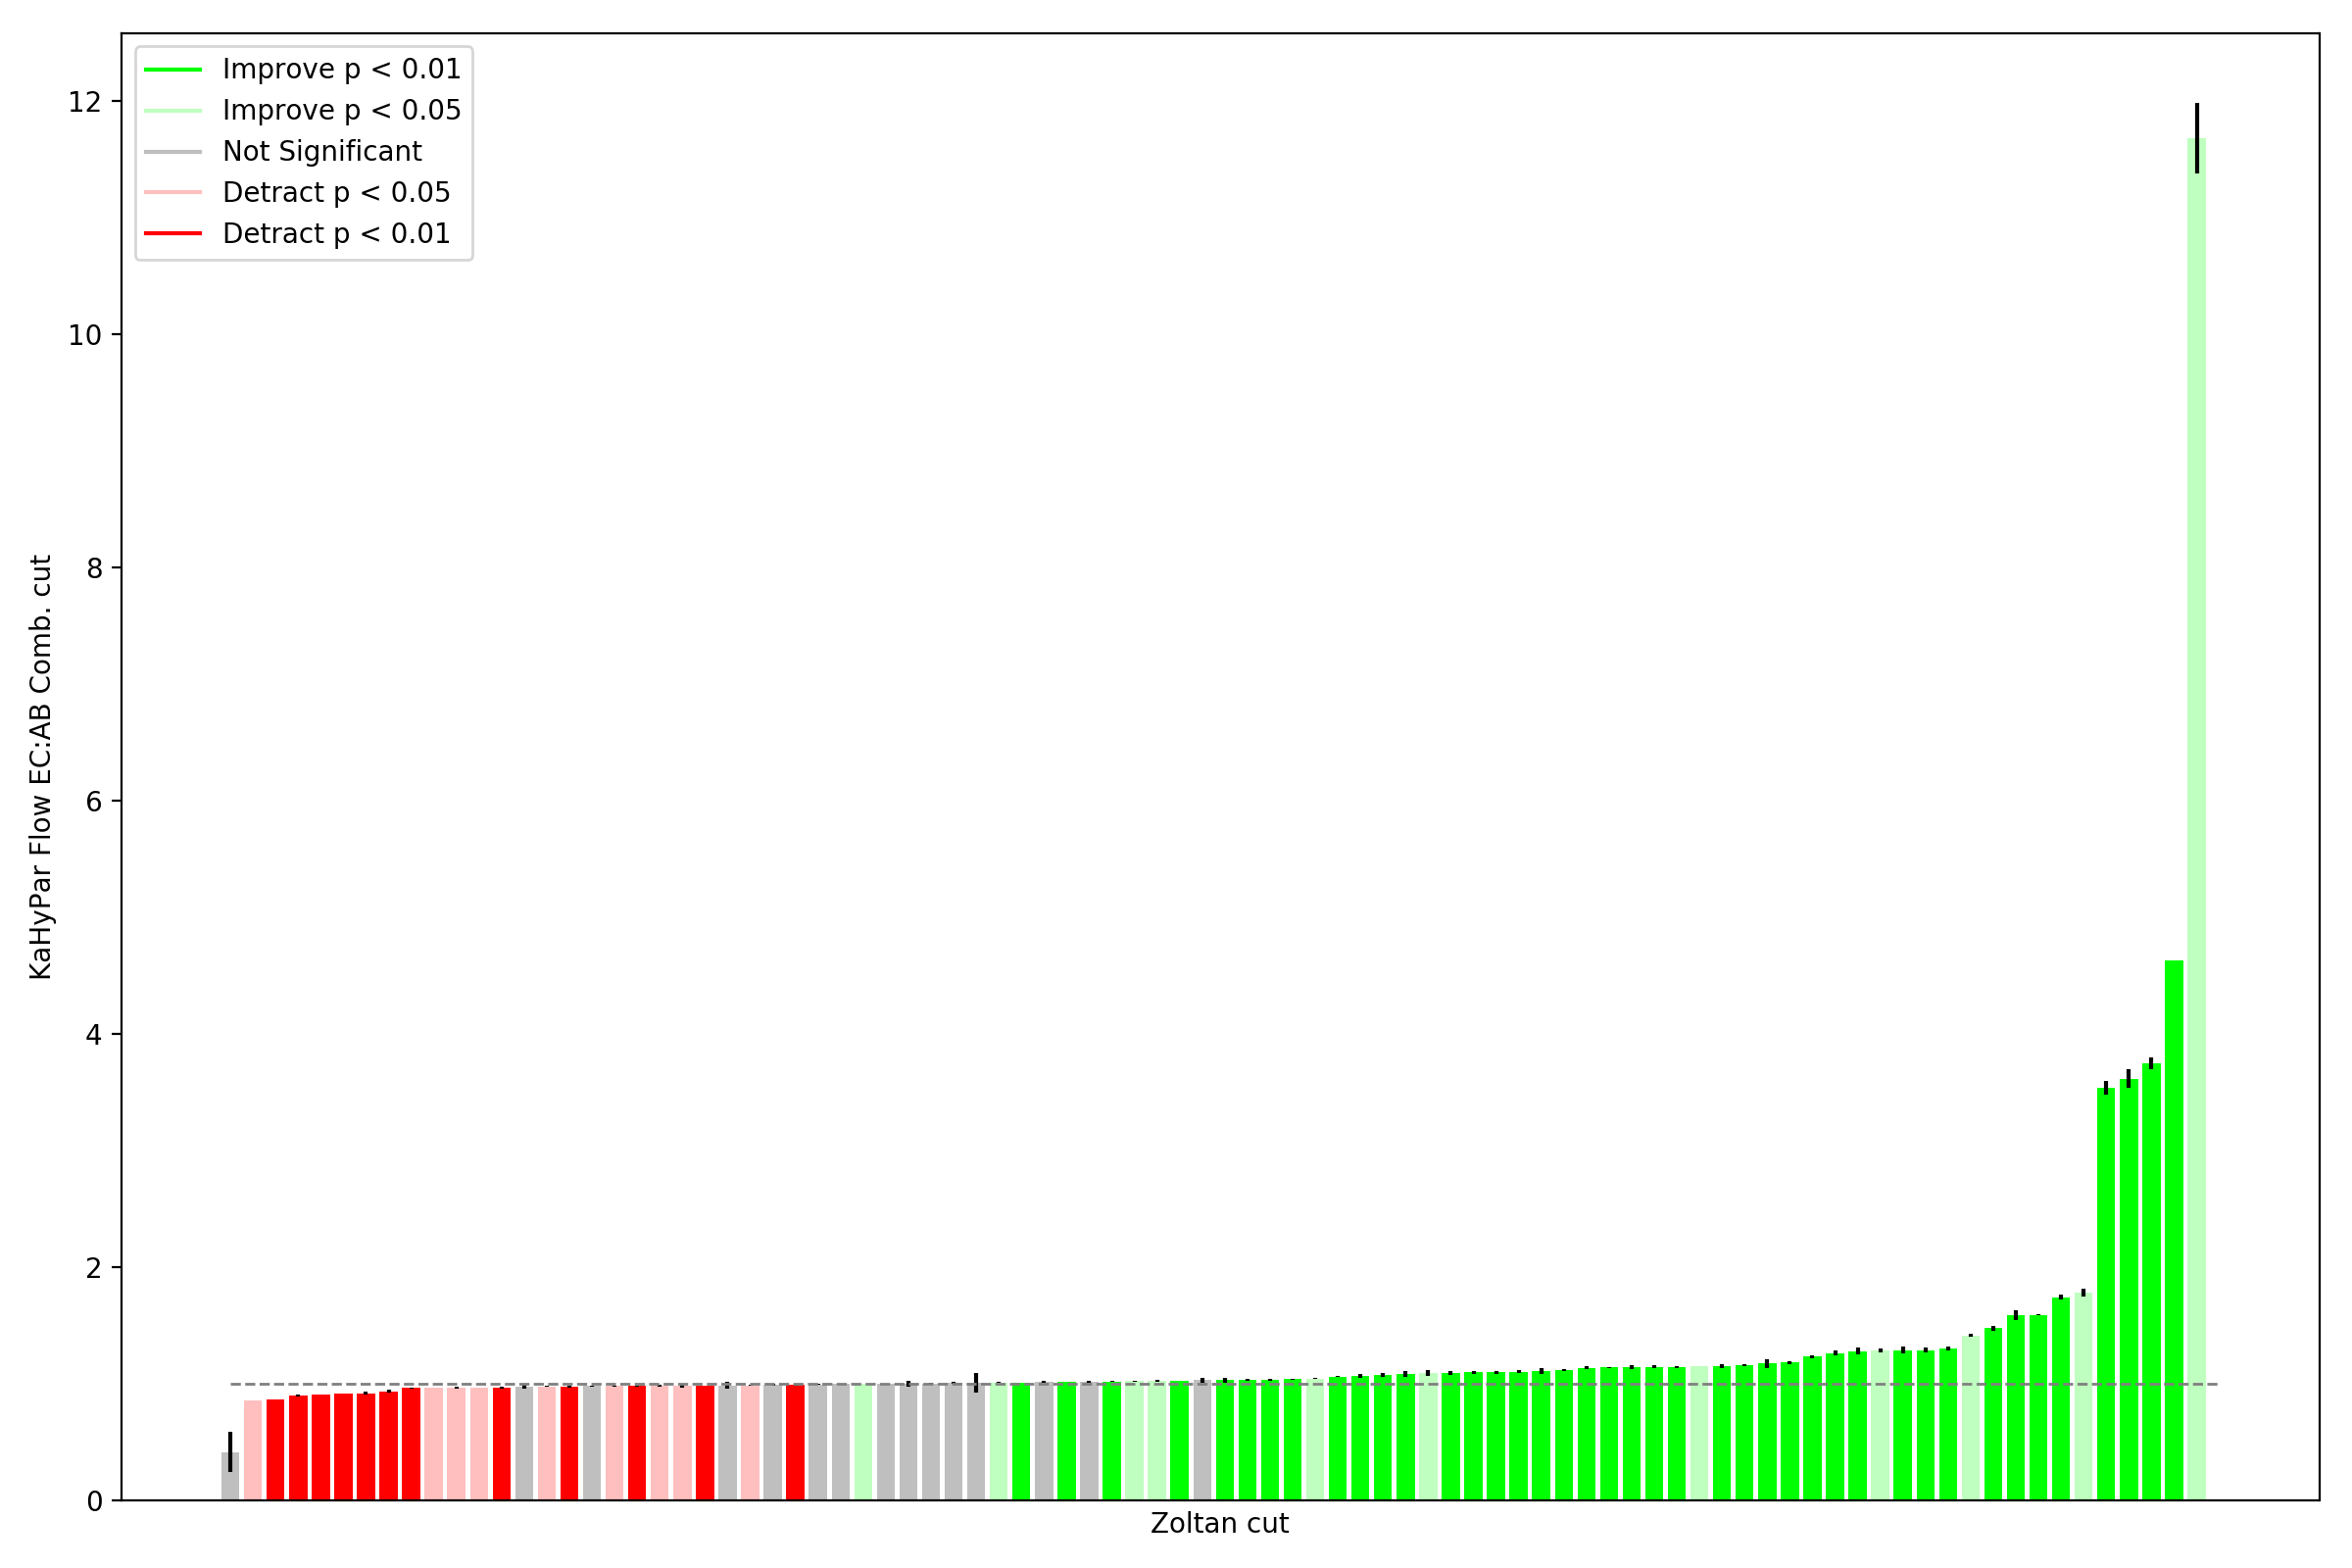 Improve p < 0.01
Improve p < 0.05
Not Significant
Detract p < 0.05
Detract p < 0.01
12
10
8
6
4
2
0
KaHyPar Flow EC:AB Comb. cut
Zoltan cut